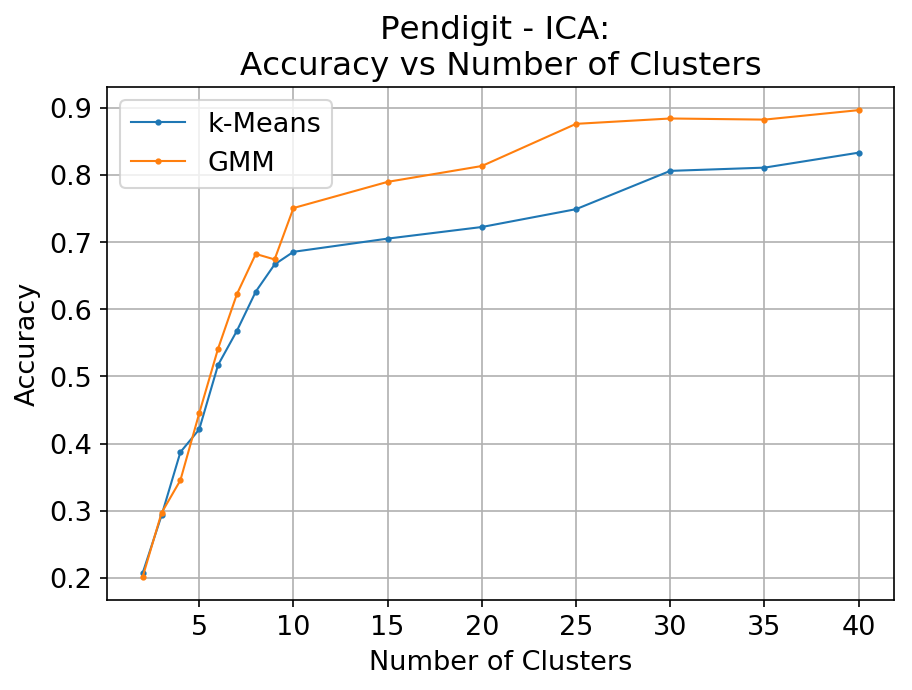 Pendigit - ICA:
Accuracy vs Number of Clusters
k-Means
GMM
Accuracy
0.9
0.8
0.7
0.6
0.5
0.4
0.3
0.2
5 10 15 20 25 30 35 40
Number of Clusters